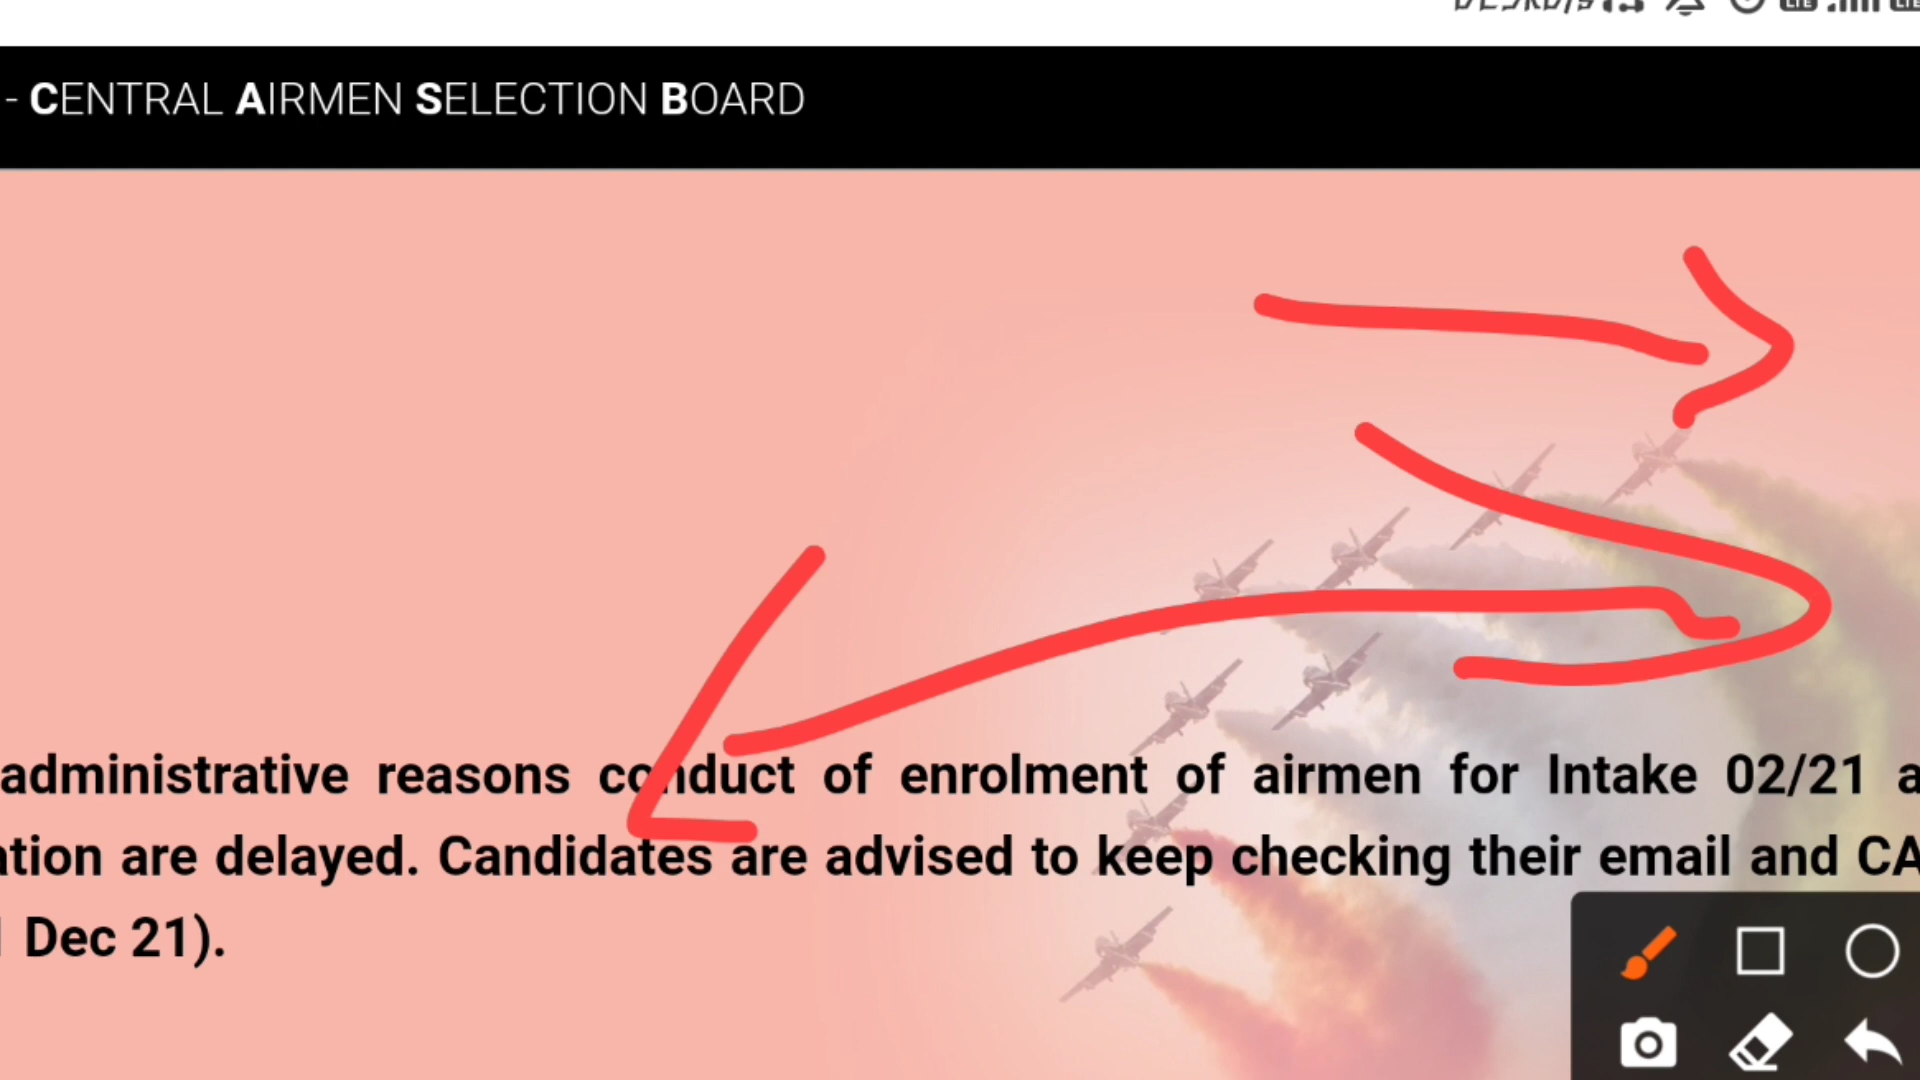 - CENTRAL AIRMEN SELECTION BOARD
administrative reasons conduct of enrolment of airmen for Intake 02/21 a
ation are delayed. Candidates are advised to keep checking their email and CA
Dec 21).